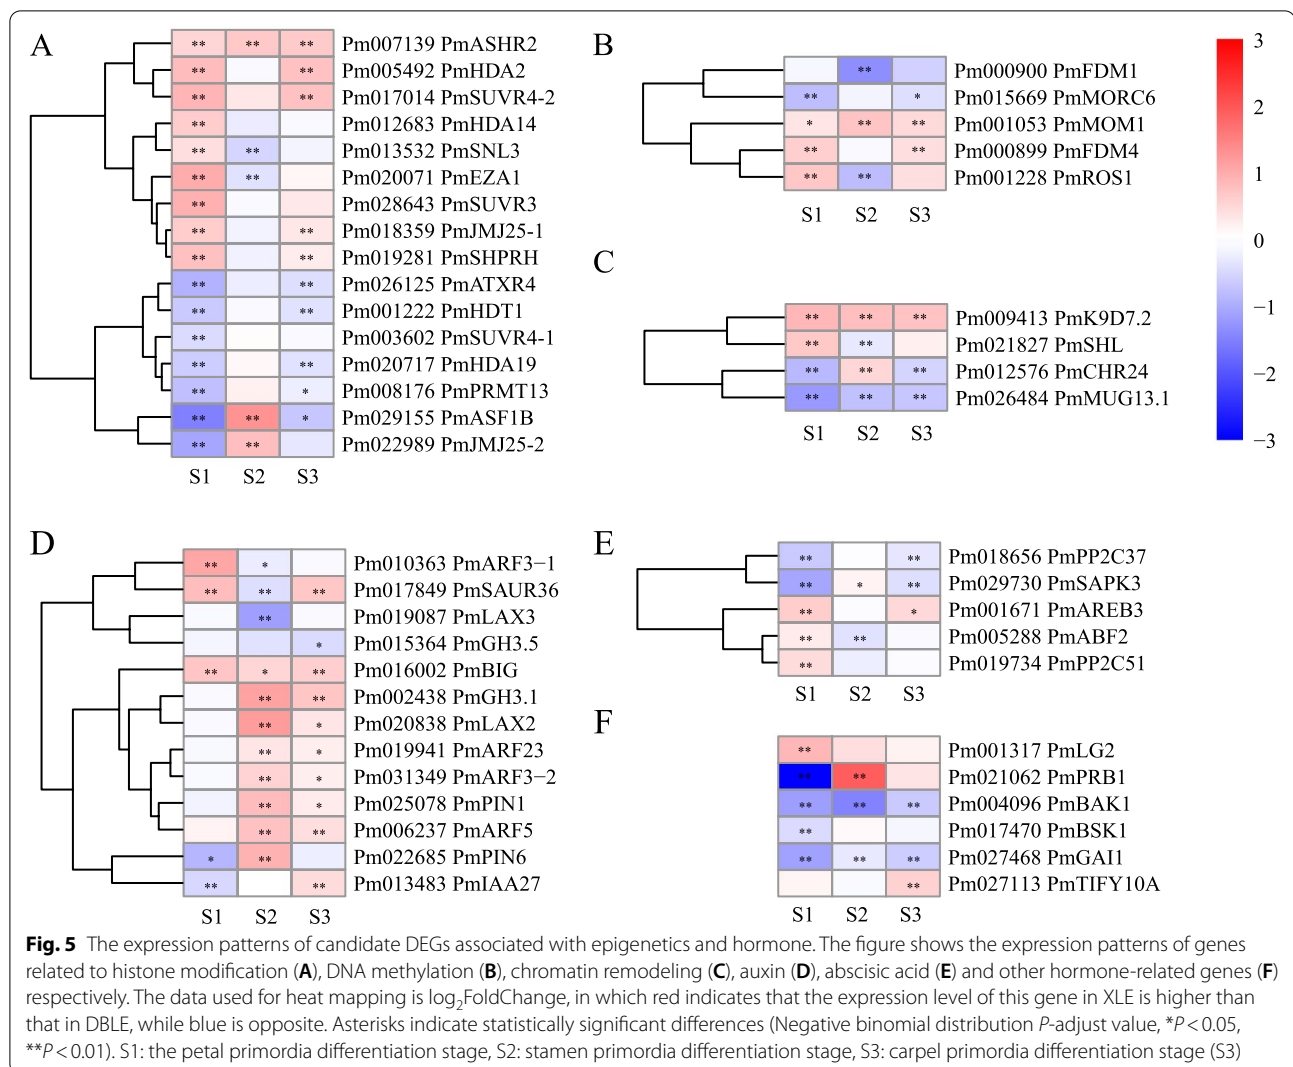 A
** ** ** Pm007139 PmASHR2
** ** Pm005492 PmHDA2
** ** Pm017014 PmSUVR4-2
** Pm012683 PmHDA14
** ** Pm013532 PmSNL3
** ** Pm020071 PmEZA1
** Pm028643 PmSUVR3
** ** Pm018359 PmJMJ25-1
** ** Pm019281 PmSHPRH
** ** Pm026125 PmATXR4
** ** Pm001222 PmHDT1
** Pm003602 PmSUVR4-1
** ** Pm020717 PmHDA19
** * Pm008176 PmPRMT13
** ** * Pm029155 PmASF1B
** ** Pm022989 PmJMJ25-2
S1 S2 S3
B
** Pm000900 PmFDM1
** * Pm015669 PmMORC6
* ** ** Pm001053 PmMOM1
** ** Pm000899 PmFDM4
** ** Pm001228 PmROS1
S1 S2 S3
C
** ** ** Pm009413 PmK9D7.2
** ** Pm021827 PmSHL
** ** ** Pm012576 PmCHR24
** ** ** Pm026484 PmMUG13.1
S1 S2 S3
3
2
1
0
−1
−2
−3
D
** * Pm010363 PmARF3−1
** ** ** Pm017849 PmSAUR36
** Pm019087 PmLAX3
* Pm015364 PmGH3.5
** * ** Pm016002 PmBIG
** ** Pm002438 PmGH3.1
** * Pm020838 PmLAX2
** * Pm019941 PmARF23
** * Pm031349 PmARF3−2
** * Pm025078 PmPIN1
** ** Pm006237 PmARF5
* ** Pm022685 PmPIN6
** ** Pm013483 PmIAA27
S1 S2 S3
E
** ** Pm018656 PmPP2C37
** * ** Pm029730 PmSAPK3
** * Pm001671 PmAREB3
** ** Pm005288 PmABF2
** Pm019734 PmPP2C51
S1 S2 S3
F
** Pm001317 PmLG2
** ** Pm021062 PmPRB1
** ** ** Pm004096 PmBAK1
** Pm017470 PmBSK1
** ** ** Pm027468 PmGAI1
** Pm027113 PmTIFY10A
S1 S2 S3
Fig. 5 The expression patterns of candidate DEGs associated with epigenetics and hormone. The figure shows the expression patterns of genes
related to histone modification (A), DNA methylation (B), chromatin remodeling (C), auxin (D), abscisic acid (E) and other hormone-related genes (F)
respectively. The data used for heat mapping is log2FoldChange, in which red indicates that the expression level of this gene in XLE is higher than
that in DBLE, while blue is opposite. Asterisks indicate statistically significant differences (Negative binomial distribution P-adjust value, *P < 0.05,
**P < 0.01). S1: the petal primordia differentiation stage, S2: stamen primordia differentiation stage, S3: carpel primordia differentiation stage (S3)